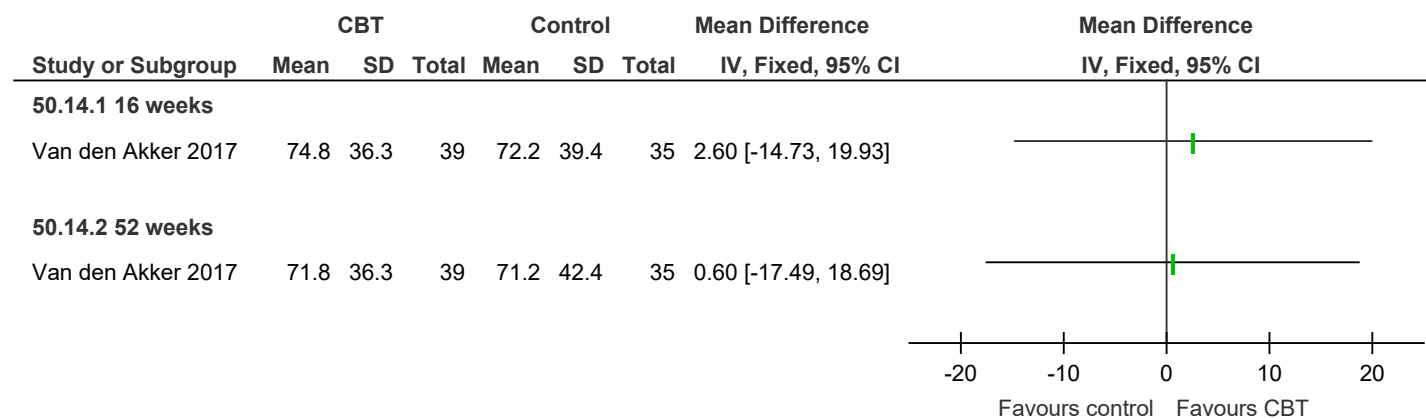 CBT Control Mean Difference Mean Difference
Study or Subgroup Mean SD Total Mean SD Total IV, Fixed, 95% CI IV, Fixed, 95% CI
50.14.1 16 weeks
Van den Akker 2017 74.8 36.3 39 72.2 39.4 35 2.60 [-14.73, 19.93]
50.14.2 52 weeks
Van den Akker 2017 71.8 36.3 39 71.2 42.4 35 0.60 [-17.49, 18.69]
-20 -10 0 10 20
Favours control Favours CBT